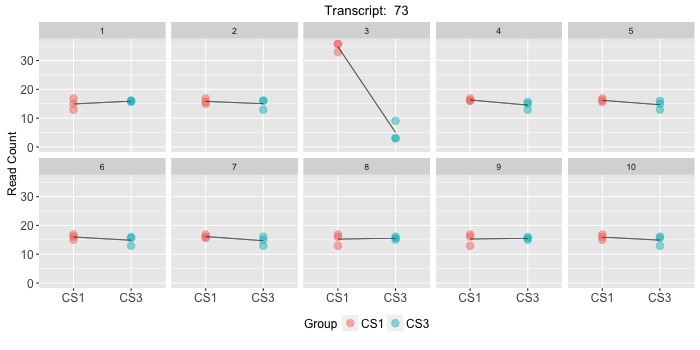 Transcript: 73
1 2 3 4 5
30
20
10
0
Read Count
6 7 8 9 10
30
20
10
0
CS1 CS3 CS1 CS3 CS1 CS3 CS1 CS3 CS1 CS3
Group CS1 CS3